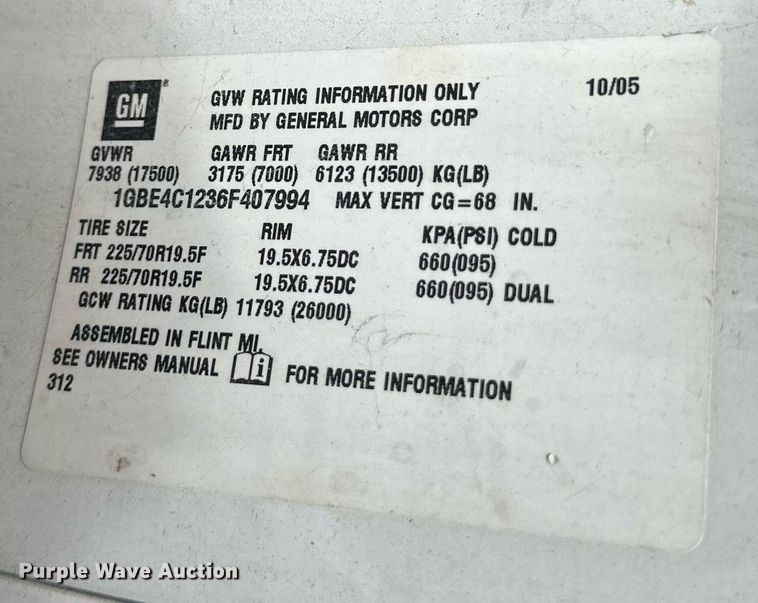 GM ® GVW RATING INFORMATION ONLY 10/05
MFD BY GENERAL MOTORS CORP
GVWR GAWR FRT GAWR RR
7938 (17500) 3175 (7000) 6123 (13500) KG(LB)
1GBE4C1236F407994 MAX VERT CG=68 IN.
TIRE SIZE RIM KPA(PSI) COLD
FRT 225/70R19.5F 19.5X6.75DC 660(095)
RR 225/70R19.5F 19.5X6.75DC 660(095) DUAL
GCW RATING KG(LB) 11793 (26000)
ASSEMBLED IN FLINT MI.
SEE OWNERS MANUAL i FOR MORE INFORMATION
312
Purple Wave Auction